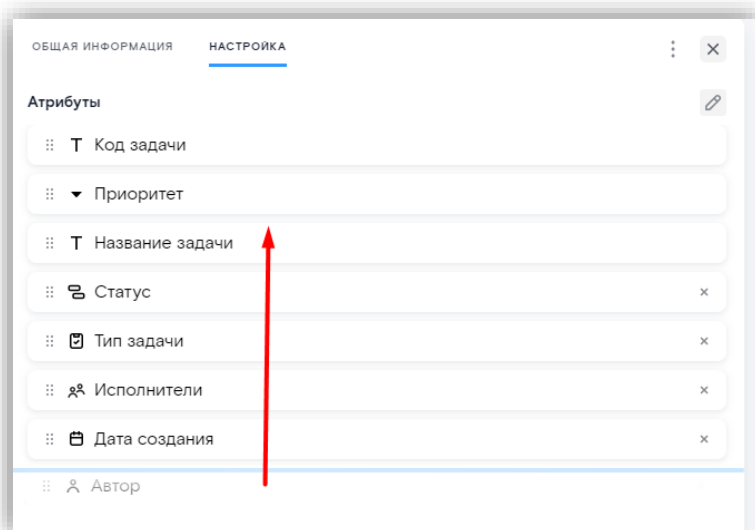 ОБЩАЯ ИНФОРМАЦИЯ НАСТРОЙКА
Атрибуты
Код задачи
Приоритет
Название задачи
Статус
Тип задачи
Исполнители
Дата создания
Автор